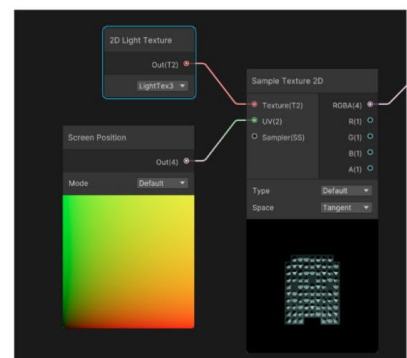 2D Light Texture
Out(T2)
LightTex3
Screen Position
Out(4)
Mode Default
Sample Texture 2D
Texture(T2) RGBA(4)
UV(2) R(1)
Sampler(SS) G(1)
B(1)
A(1)
Type Default
Space Tangent